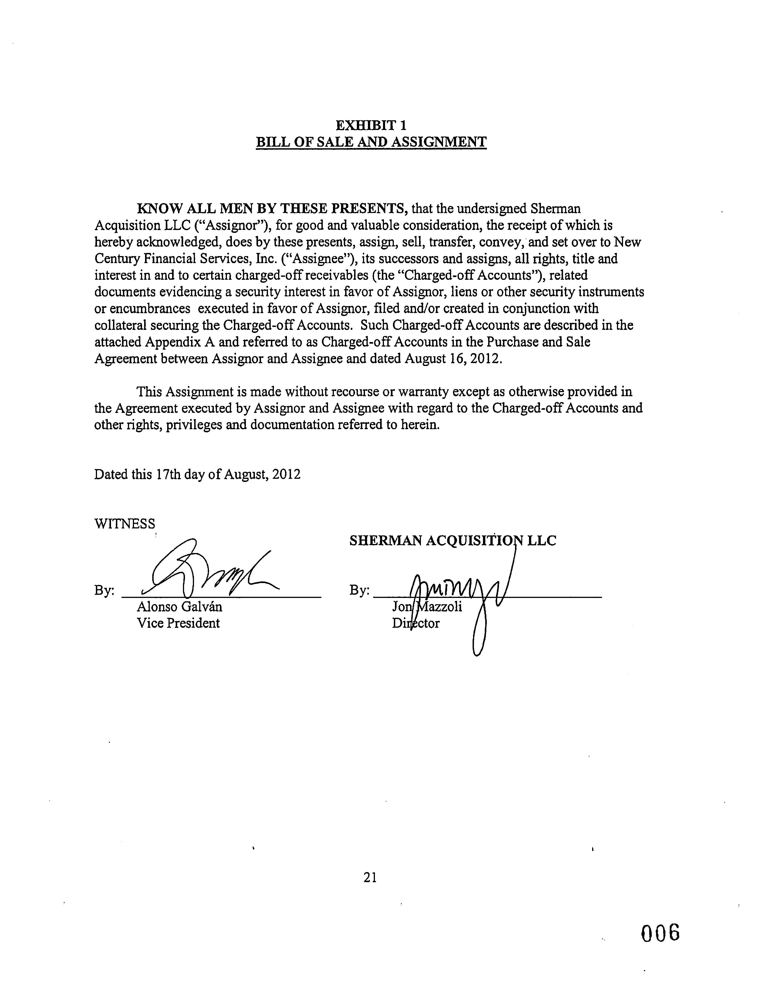 EXHIBIT 1
BILL OF SALE AND ASSIGNMENT
KNOW ALL MEN BY THESE PRESENTS, that the undersigned Sherman
Acquisition LLC (“Assignor”), for good and valuable consideration, the receipt of which is
hereby acknowledged, does by these presents, assign, sell, transfer, convey, and set over to New
Century Financial Services, Inc. (“Assignee”), its successors and assigns, all rights, title and
interest in and to certain charged-off receivables (the “Charged-off Accounts”), related
documents evidencing a security interest in favor of Assignor, liens or other security instruments
or encumbrances executed in favor of Assignor, filed and/or created in conjunction with
collateral securing the Charged-off Accounts. Such Charged-off Accounts are described in the
attached Appendix A and referred to as Charged-off Accounts in the Purchase and Sale
Agreement between Assignor and Assignee and dated August 16, 2012.
This Assignment is made without recourse or warranty except as otherwise provided in
the Agreement executed by Assignor and Assignee with regard to the Charged-off Accounts and
other rights, privileges and documentation referred to herein.
Dated this 17th day of August, 2012
WITNESS
SHERMAN ACQUISITION LLC
By: By:
Alonso Galván Jon Mazzoli
Vice President Director
21
006